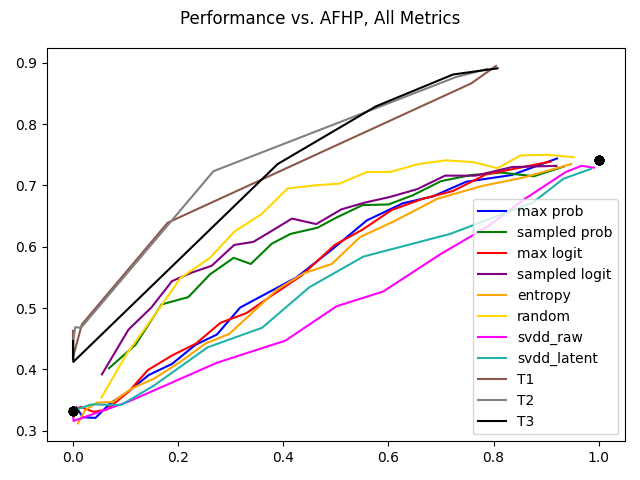 Performance vs. AFHP, All Metrics
0.9
0.8
0.7
0.6
0.5
0.4
0.3
0.0
0.2
0.4
0.6
0.8
1.0
max prob
sampled prob
max logit
sampled logit
entropy
random
svdd_raw
svdd_latent
T1
T2
T3